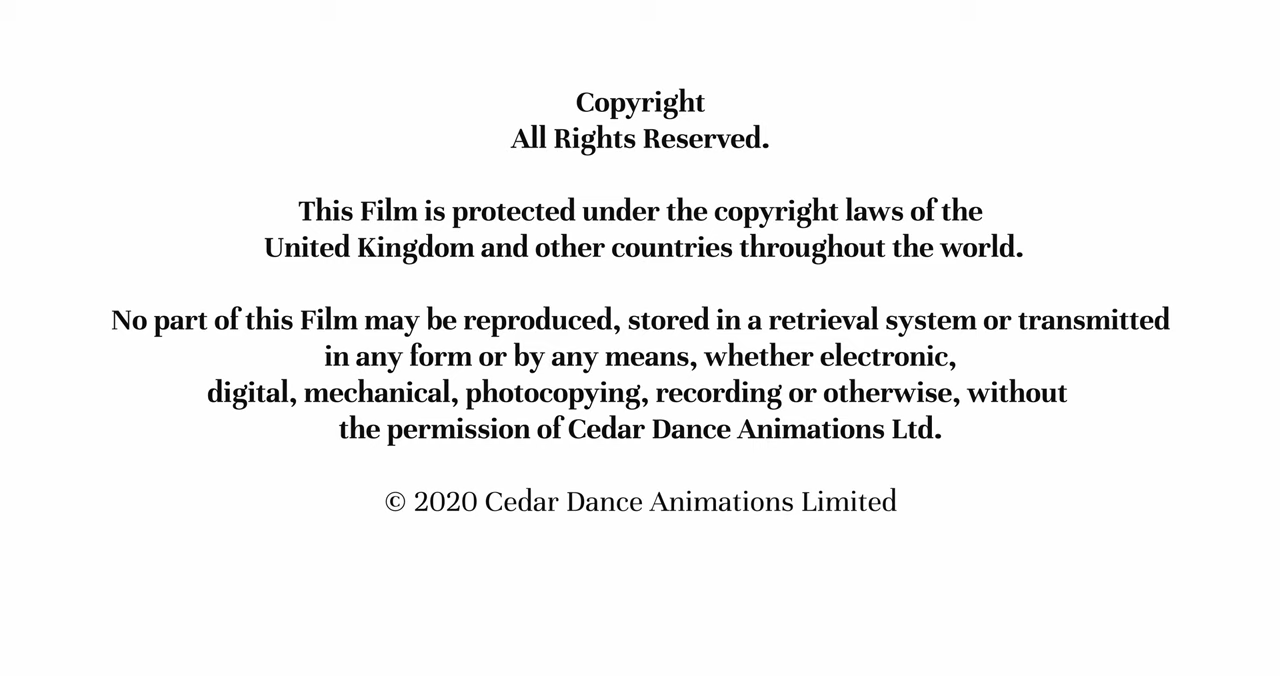 Copyright
All Rights Reserved.
This Film is protected under the copyright laws of the
United Kingdom and other countries throughout the world.
No part of this Film may be reproduced, stored in a retrieval system or transmitted
in any form or by any means, whether electronic,
digital, mechanical, photocopying, recording or otherwise, without
the permission of Cedar Dance Animations Ltd.
© 2020 Cedar Dance Animations Limited